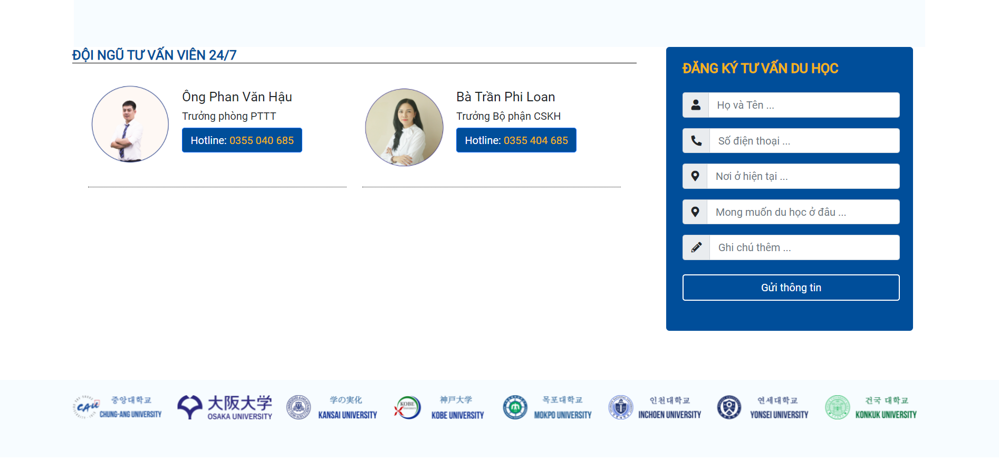 ĐỘI NGŨ TƯ VẤN VIÊN 24/7
Ông Phan Văn Hậu
Trưởng phòng PTTT
Hotline: 0355 040 685
Bà Trần Phi Loan
Trưởng Bộ phận CSKH
Hotline: 0355 404 685
ĐĂNG KÝ TƯ VẤN DU HỌC
Họ và Tên ...
Số điện thoại ...
Nơi ở hiện tại ...
Mong muốn du học ở đâu ...
Ghi chú thêm ...
Gửi thông tin
CAU
중앙대학교
CHUNG-ANG UNIVERSITY
大阪大学
OSAKA UNIVERSITY
学の実化
KANSAI UNIVERSITY
KOBE
神戸大学
KOBE UNIVERSITY
목포대학교
MOKPO UNIVERSITY
인천대학교
INCHOEN UNIVERSITY
연세대학교
YONSEI UNIVERSITY
건국 대학교
KONKUK UNIVERSITY